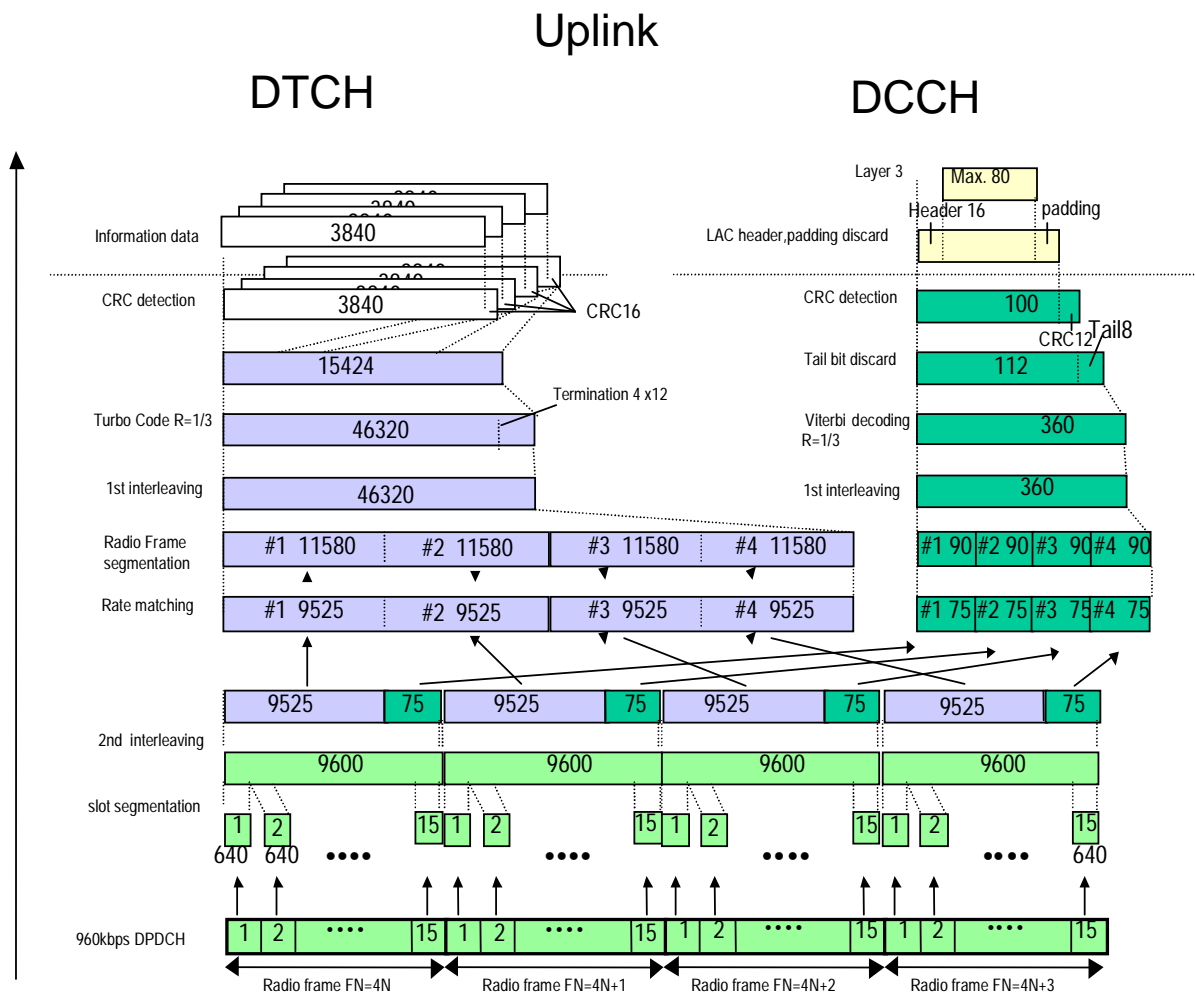 Uplink
DTCH
DCCH
Layer 3
Max. 80
Header 16
padding
3840
3840
3840
3840
Information data
LAC header,padding discard
3840
3840
3840
3840
CRC detection
CRC16
CRC detection
100
CRC12
Tail8
15424
Tail bit discard
112
Termination 4 x12
Turbo Code R=1/3
46320
Viterbi decoding
R=1/3
360
1st interleaving
46320
1st interleaving
360
Radio Frame
segmentation
#1 11580
#2 11580
#3 11580
#4 11580
#1 90
#2 90
#3 90
#4 90
Rate matching
#1 9525
#2 9525
#3 9525
#4 9525
#1 75
#2 75
#3 75
#4 75
9525
75
9525
75
9525
75
9525
75
2nd interleaving
9600
9600
9600
9600
slot segmentation
1
2
15
1
2
15
1
2
15
1
2
15
640
640
••••
••••
••••
••••
640
960kbps DPDCH
1
2
••••
15
1
2
••••
15
1
2
••••
15
1
2
••••
15
Radio frame FN=4N
Radio frame FN=4N+1
Radio frame FN=4N+2
Radio frame FN=4N+3